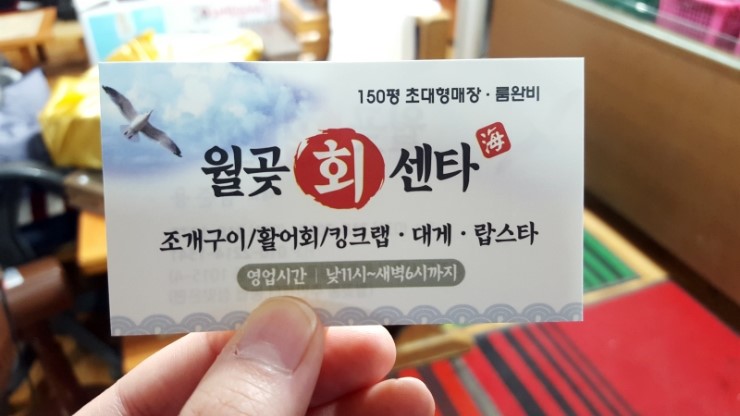 150평 초대형매장 · 룸완비
월곶 회 센타 海
조개구이/활어회/킹크랩 · 대게 · 랍스타
영업시간 | 낮11시~새벽6시까지